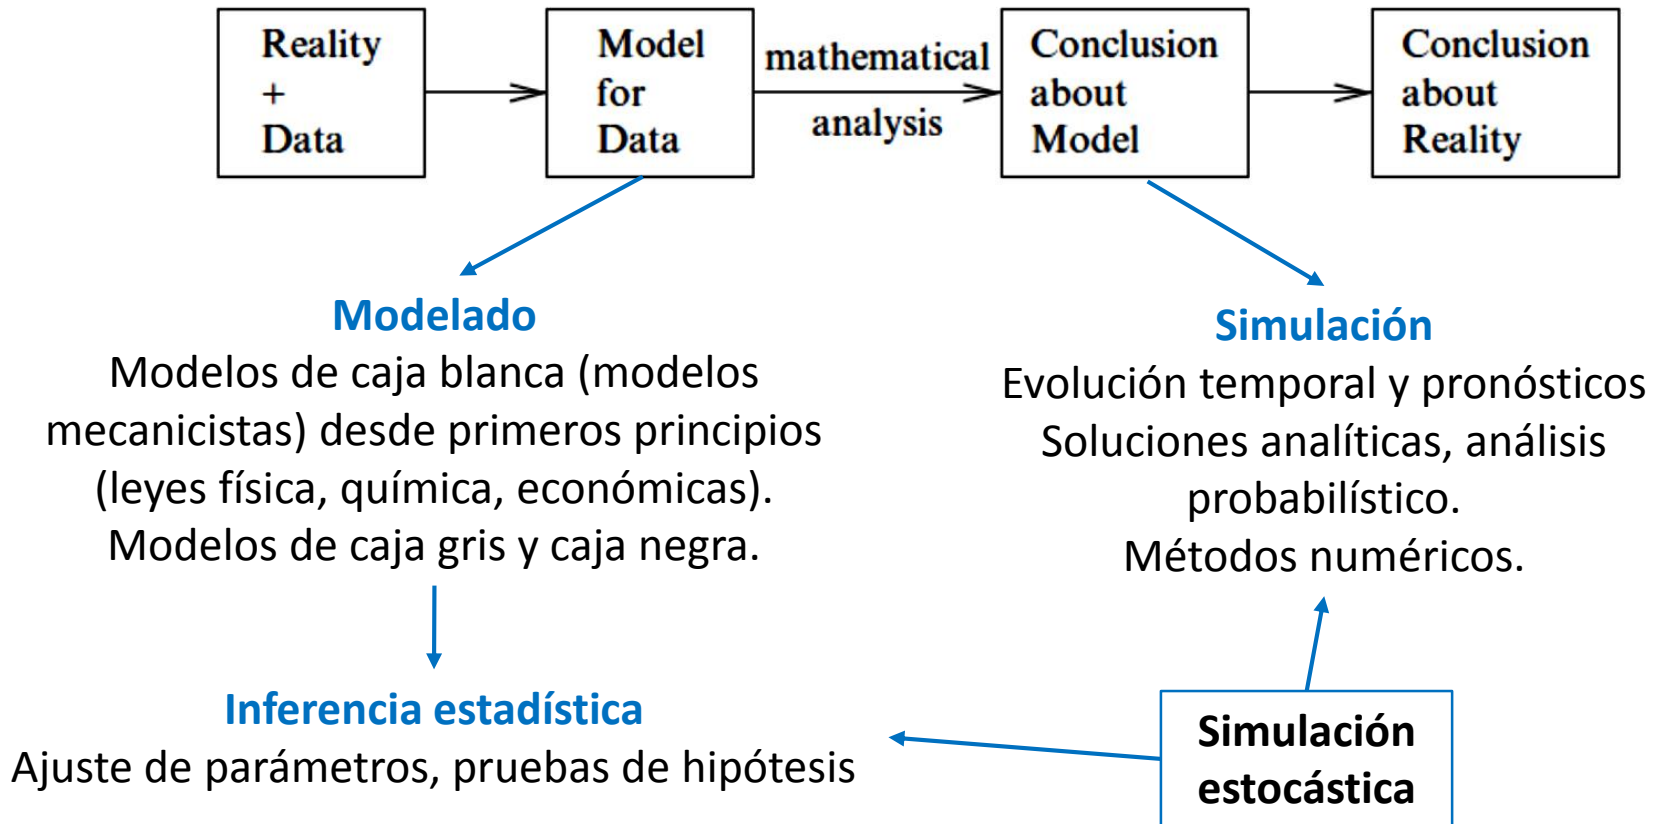 Reality
+
Data
Model
for
Data
mathematical
analysis
Conclusion
about
Model
Conclusion
about
Reality
Modelado
Modelos de caja blanca (modelos
mecanicistas) desde primeros principios
(leyes física, química, económicas).
Modelos de caja gris y caja negra.
Simulación
Evolución temporal y pronósticos
Soluciones analíticas, análisis
probabilístico.
Métodos numéricos.
Inferencia estadística
Ajuste de parámetros, pruebas de hipótesis
Simulación
estocástica